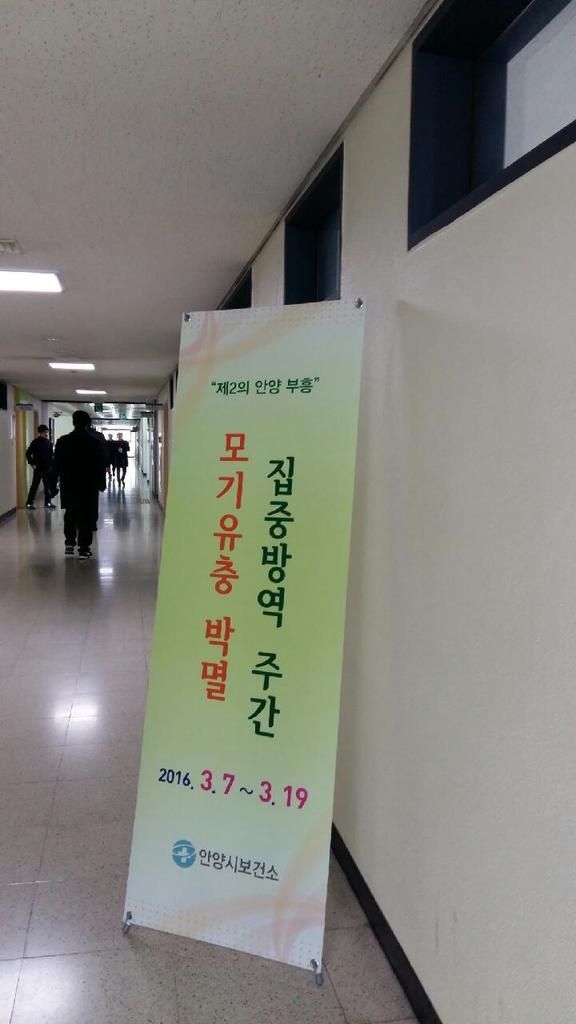 "제2의 안양 부흥"
모기유충 박멸
집중방역 주간
2016. 3. 7 ~ 3. 19
안양시보건소